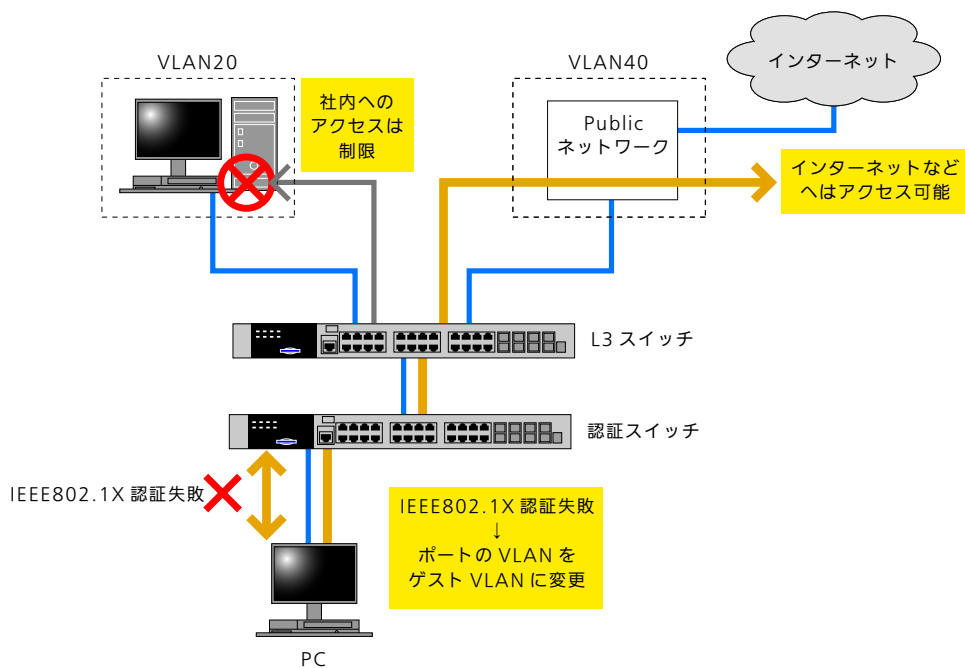 VLAN20
VLAN40
インターネット
社内への
アクセスは
制限
Public
ネットワーク
インターネットなど
へはアクセス可能
L3 スイッチ
認証スイッチ
IEEE802.1X 認証失敗
IEEE802.1X 認証失敗
↓
ポートの VLAN を
ゲスト VLAN に変更
PC